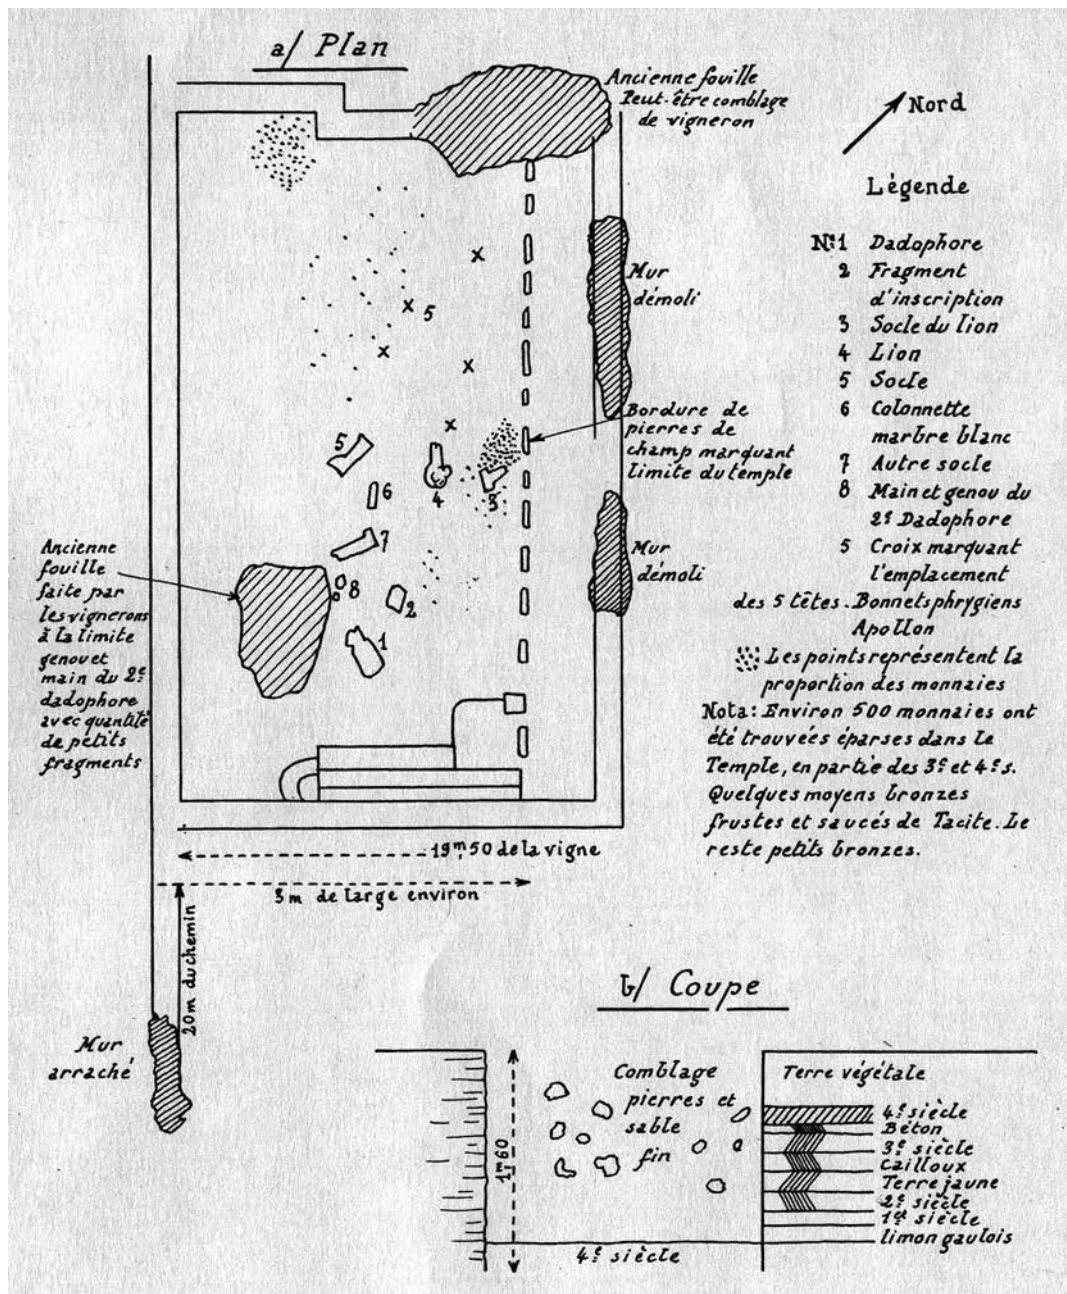 a/ Plan
Ancienne fouille
Peut-être comblage
de vigneron
Nord
Légende
Nº 1 Dadophore
2 Fragment
d'inscription
3 Socle du lion
4 Lion
5 Socle
6 Colonnette
marbre blanc
7 Autre socle
8 Main et genou du
2e Dadophore
5 Croix marquant
l'emplacement
des 5 têtes. Bonnets phrygiens
Apollon
Les points représentent la
proportion des monnaies
Nota: Environ 500 monnaies ont
été trouvées éparses dans le
Temple, en partie des 3e et 4e s.
Quelques moyens bronzes
frustes et saucés de Tacite. Le
reste petits bronzes.
Mur
démoli
5
Bordure de
pierres de
champ marquant
limite du temple
5
6
4
3
7
8
2
1
Mur
démoli
Ancienne
fouille
faite par
les vignerons
à la limite
genou et
main du 2e
dadophore
avec quantité
de petits
fragments
19m50 de la vigne
3m de large environ
20m du chemin
Mur
arraché
b/ Coupe
1m60
Comblage
pierres et
sable
fin
4e siècle
Terre végétale
4e siècle
Béton
3e siècle
Cailloux
Terre jaune
2e siècle
1er siècle
limon gaulois